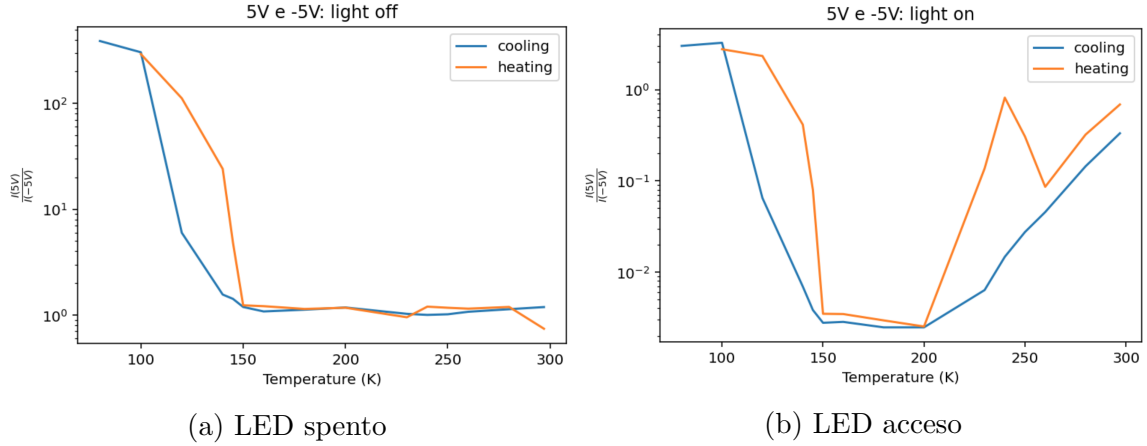 5V e -5V: light off
cooling
heating
10²
10¹
10⁰
I(5V)
I(-5V)
100
150
200
250
300
Temperature (K)
(a) LED spento
5V e -5V: light on
cooling
heating
10⁰
10⁻¹
10⁻²
I(5V)
I(-5V)
100
150
200
250
300
Temperature (K)
(b) LED acceso